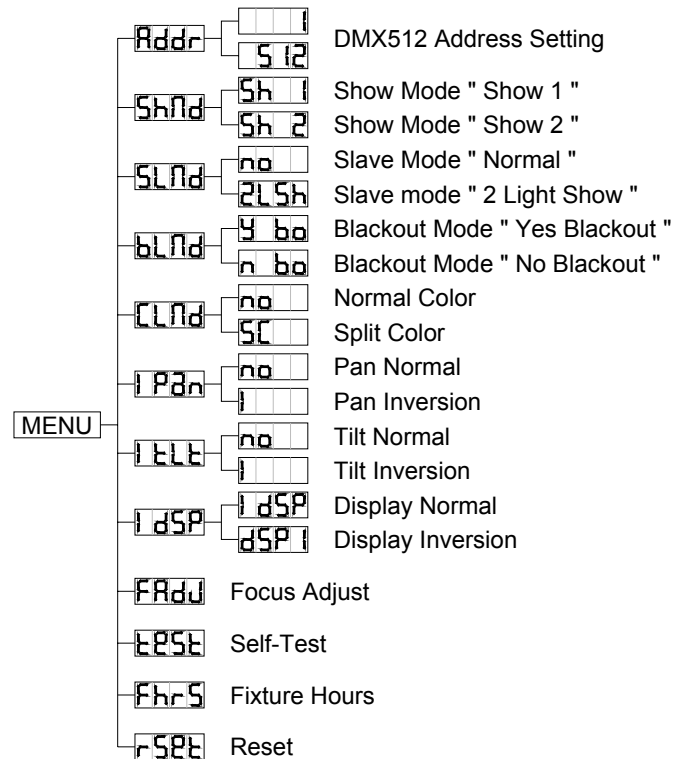 Addr 1 DMX512 Address Setting
512
ShMd Sh 1 Show Mode " Show 1 "
Sh 2 Show Mode " Show 2 "
SLMd no Slave Mode " Normal "
2LSh Slave mode " 2 Light Show "
bLMd Y bo Blackout Mode " Yes Blackout "
n bo Blackout Mode " No Blackout "
CLMd no Normal Color
SC Split Color
IPan no Pan Normal
I Pan Inversion
MENU
ItLt no Tilt Normal
I Tilt Inversion
IdSP IdSP Display Normal
dSPI Display Inversion
FAdJ Focus Adjust
teSt Self-Test
FhrS Fixture Hours
rSet Reset